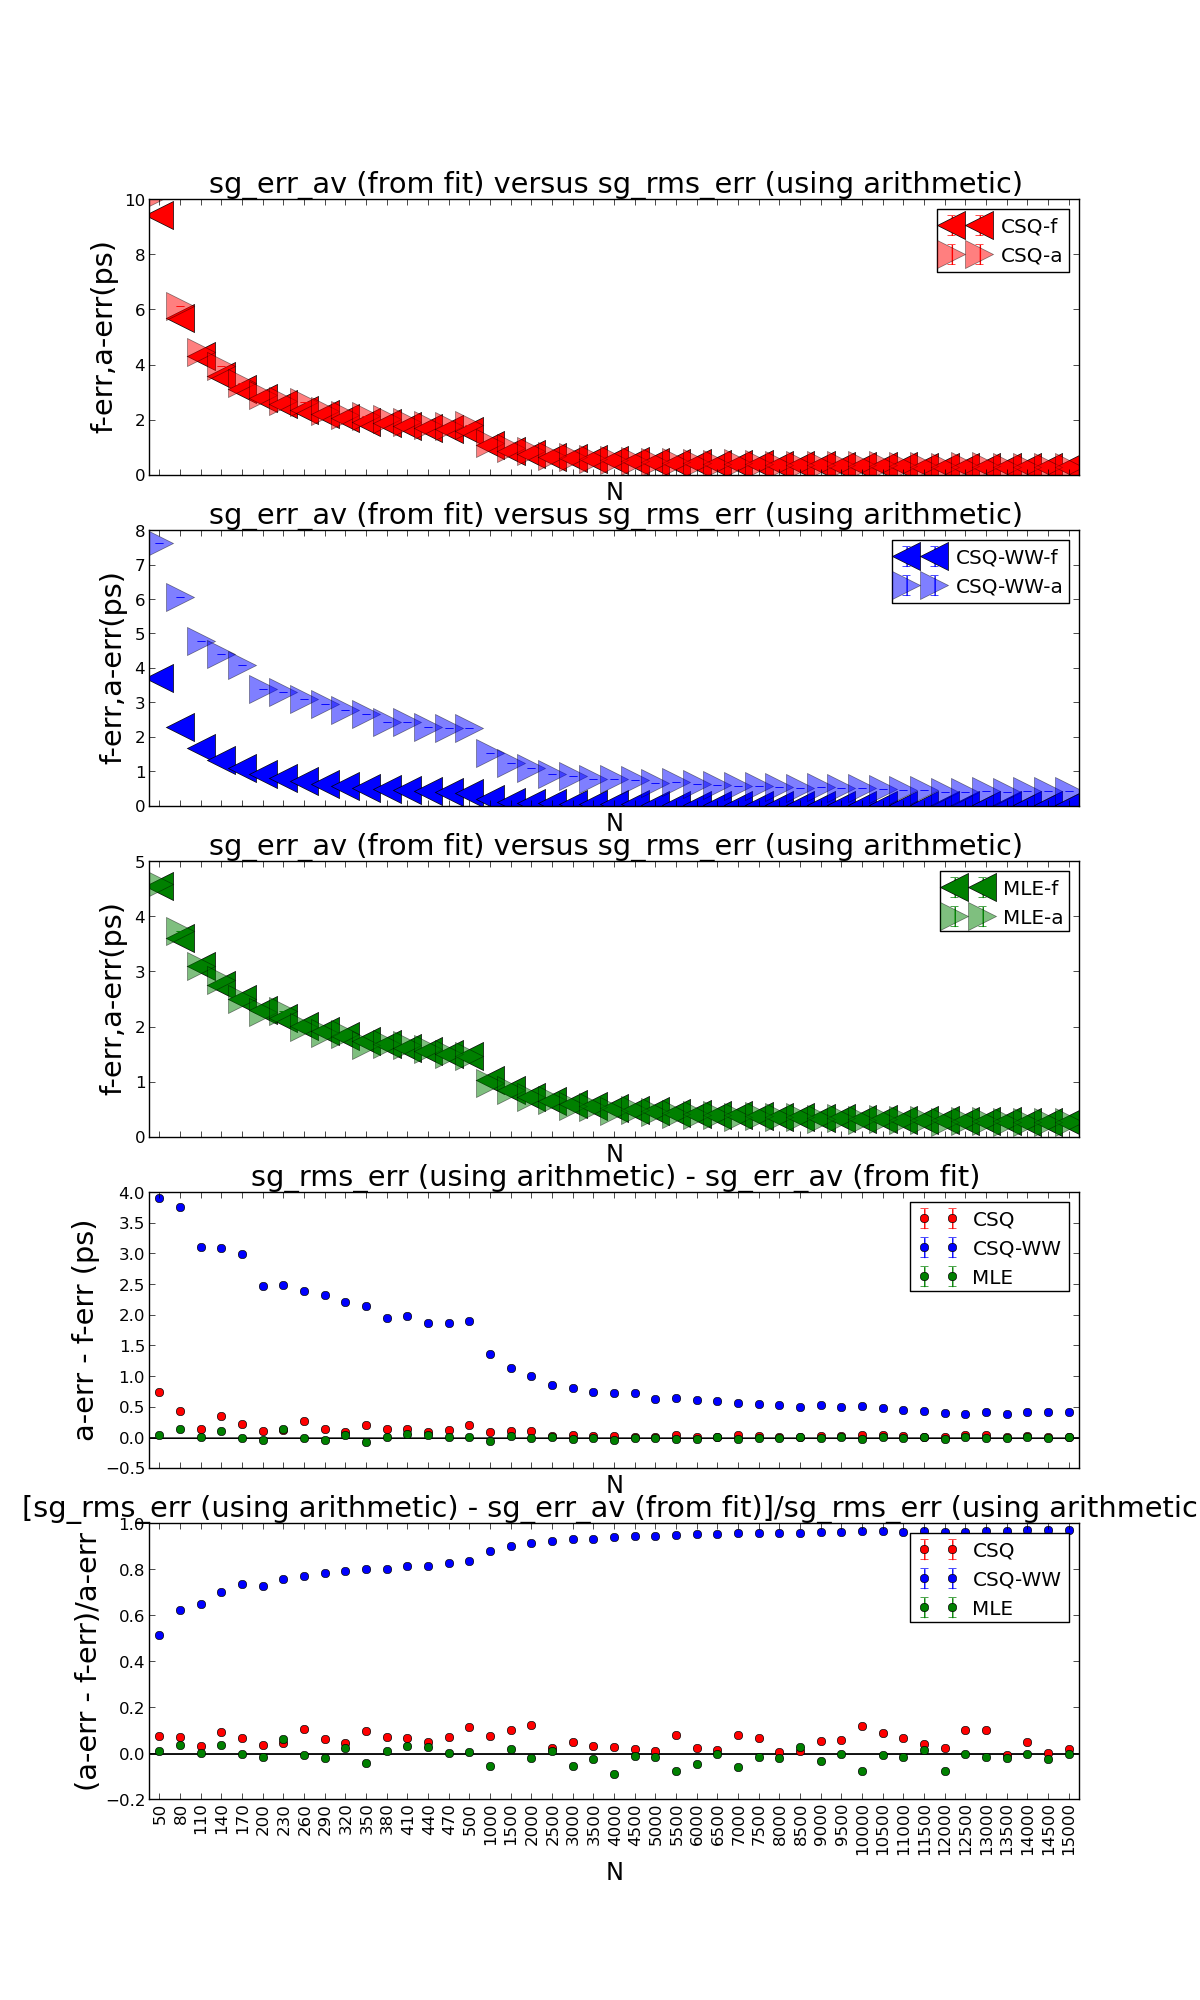 sg_err_av (from fit) versus sg_rms_err (using arithmetic)
f-err,a-err(ps)
10
8
6
4
2
0
CSQ-f
CSQ-a
N
sg_err_av (from fit) versus sg_rms_err (using arithmetic)
f-err,a-err(ps)
8
7
6
5
4
3
2
1
0
CSQ-WW-f
CSQ-WW-a
N
sg_err_av (from fit) versus sg_rms_err (using arithmetic)
f-err,a-err(ps)
5
4
3
2
1
0
MLE-f
MLE-a
N
sg_rms_err (using arithmetic) - sg_err_av (from fit)
a-err - f-err (ps)
4.0
3.5
3.0
2.5
2.0
1.5
1.0
0.5
0.0
−0.5
CSQ
CSQ-WW
MLE
N
[sg_rms_err (using arithmetic) - sg_err_av (from fit)]/sg_rms_err (using arithmetic
(a-err - f-err)/a-err
1.0
0.8
0.6
0.4
0.2
0.0
−0.2
CSQ
CSQ-WW
MLE
50 80 110 140 170 200 230 260 290 320 350 380 410 440 470 500 1000 1500 2000 2500 3000 3500 4000 4500 5000 5500 6000 6500 7000 7500 8000 8500 9000 9500 10000 10500 11000 11500 12000 12500 13000 13500 14000 14500 15000
N